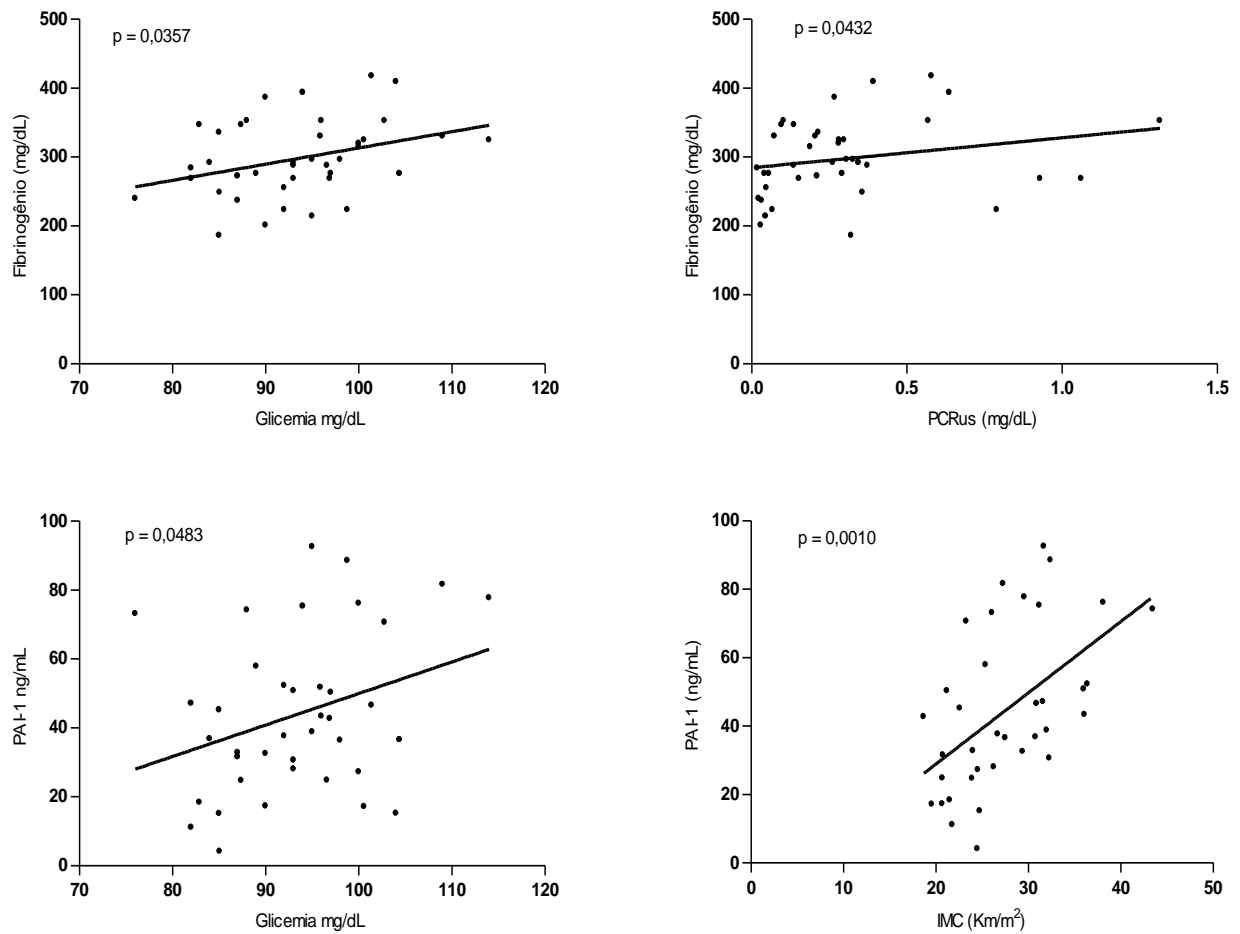 p = 0,0357
Fibrinogênio (mg/dL)
500
400
300
200
100
0
70 80 90 100 110 120
Glicemia mg/dL
p = 0,0432
Fibrinogênio (mg/dL)
500
400
300
200
100
0
0.0 0.5 1.0 1.5
PCRus (mg/dL)
p = 0,0483
PAI-1 ng/mL
100
80
60
40
20
0
70 80 90 100 110 120
Glicemia mg/dL
p = 0,0010
PAI-1 (ng/mL)
100
80
60
40
20
0
0 10 20 30 40 50
IMC (Km/m²)